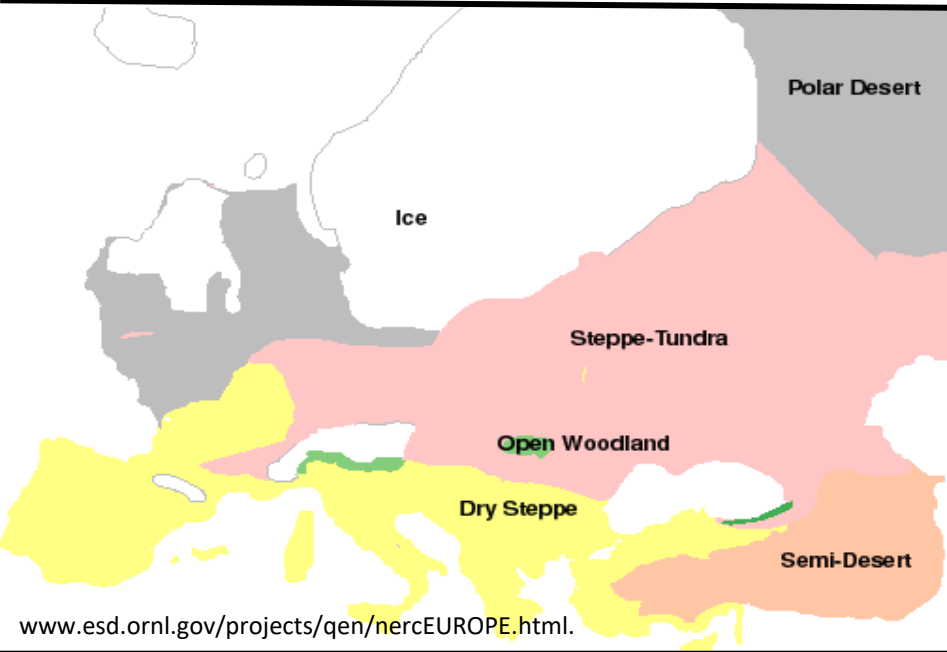 Polar Desert
Ice
Steppe-Tundra
Open Woodland
Dry Steppe
Semi-Desert
www.esd.ornl.gov/projects/qen/nercEUROPE.html.